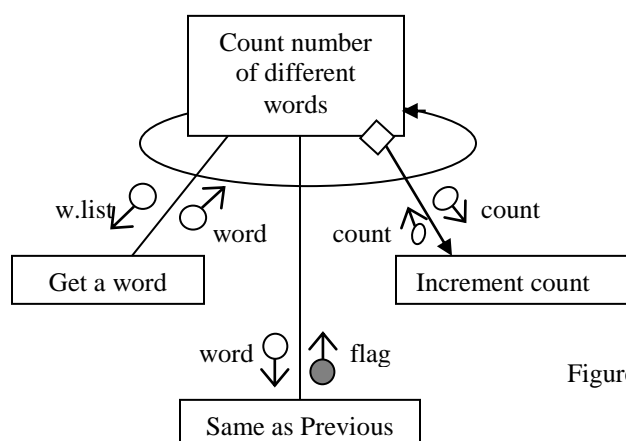 Count number
of different
words
w.list
word
count
count
Get a word
Increment count
word
flag
Figure
Same as Previous